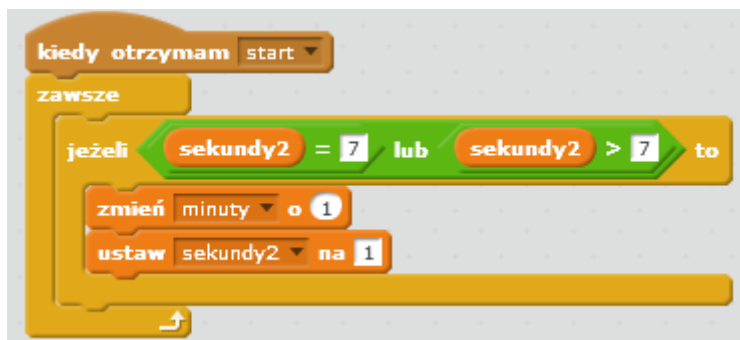 kiedy otrzymam start
zawsze
jeżeli sekundy2 = 7 lub sekundy2 > 7 to
zmień minuty o 1
ustaw sekundy2 na 1